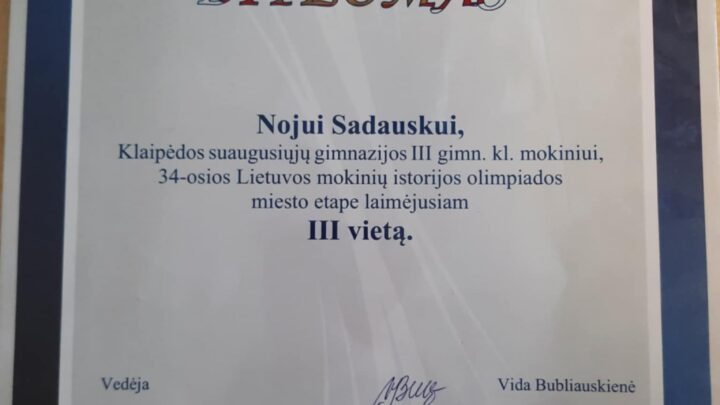 DIPLOMAS
Nojui Sadauskui,
Klaipėdos suaugusiųjų gimnazijos III gimn. kl. mokiniui,
34-osios Lietuvos mokinių istorijos olimpiados
miesto etape laimėjusiam
III vietą.
Vedėja Vida Bubliauskienė